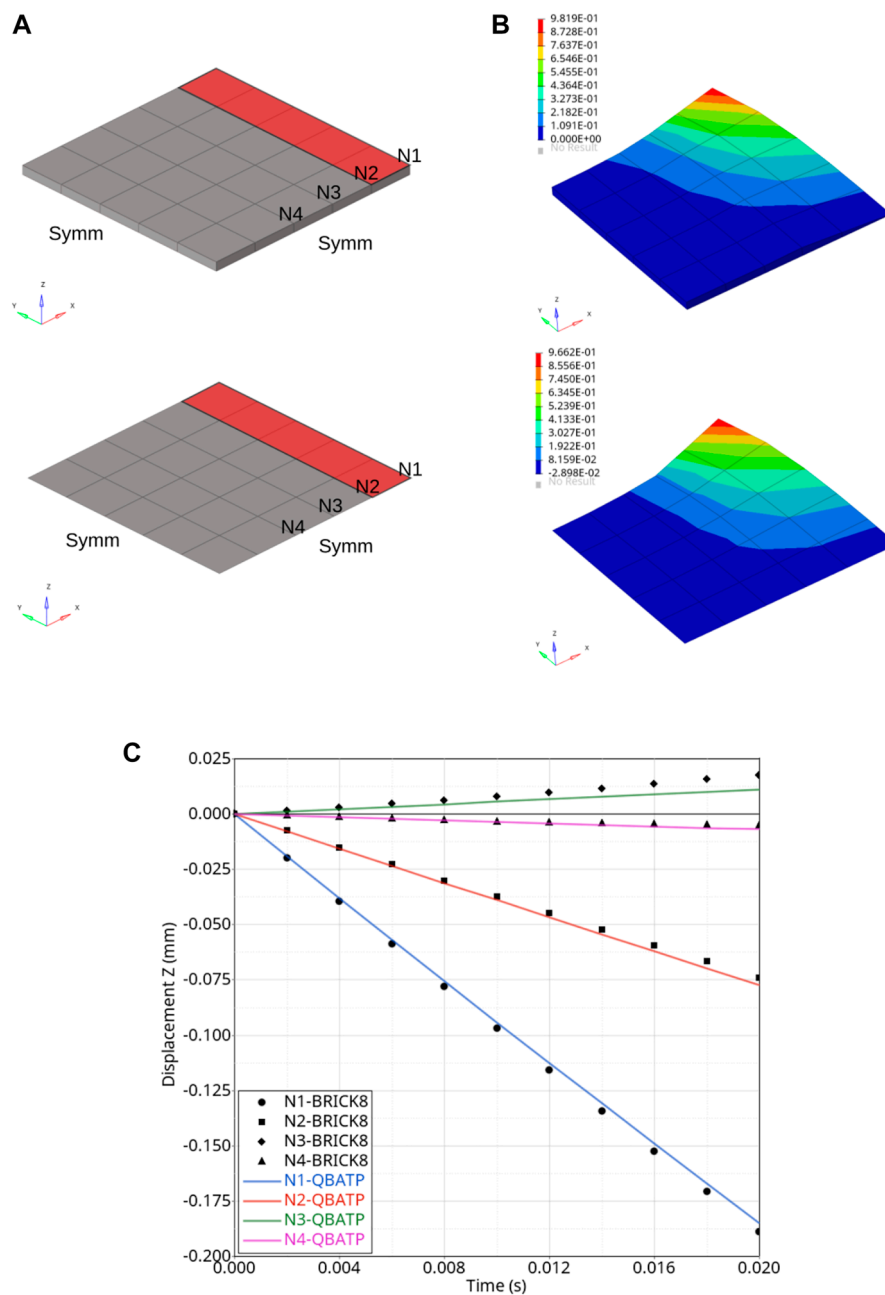 A
N1
N2
N3
N4
Symm
Symm
Z
Y
X
N1
N2
N3
N4
Symm
Symm
Z
Y
X
B
9.819E-01
8.728E-01
7.637E-01
6.546E-01
5.455E-01
4.364E-01
3.273E-01
2.182E-01
1.091E-01
0.000E+00
No Result
Z
Y
X
9.662E-01
8.556E-01
7.450E-01
6.345E-01
5.239E-01
4.133E-01
3.027E-01
1.922E-01
8.159E-02
-2.898E-02
No Result
Z
Y
X
C
0.025
0.000
-0.025
-0.050
-0.075
-0.100
-0.125
-0.150
-0.175
-0.200
Displacement Z (mm)
N1-BRICK8
N2-BRICK8
N3-BRICK8
N4-BRICK8
N1-QBATP
N2-QBATP
N3-QBATP
N4-QBATP
0.000 0.004 0.008 0.012 0.016 0.020
Time (s)